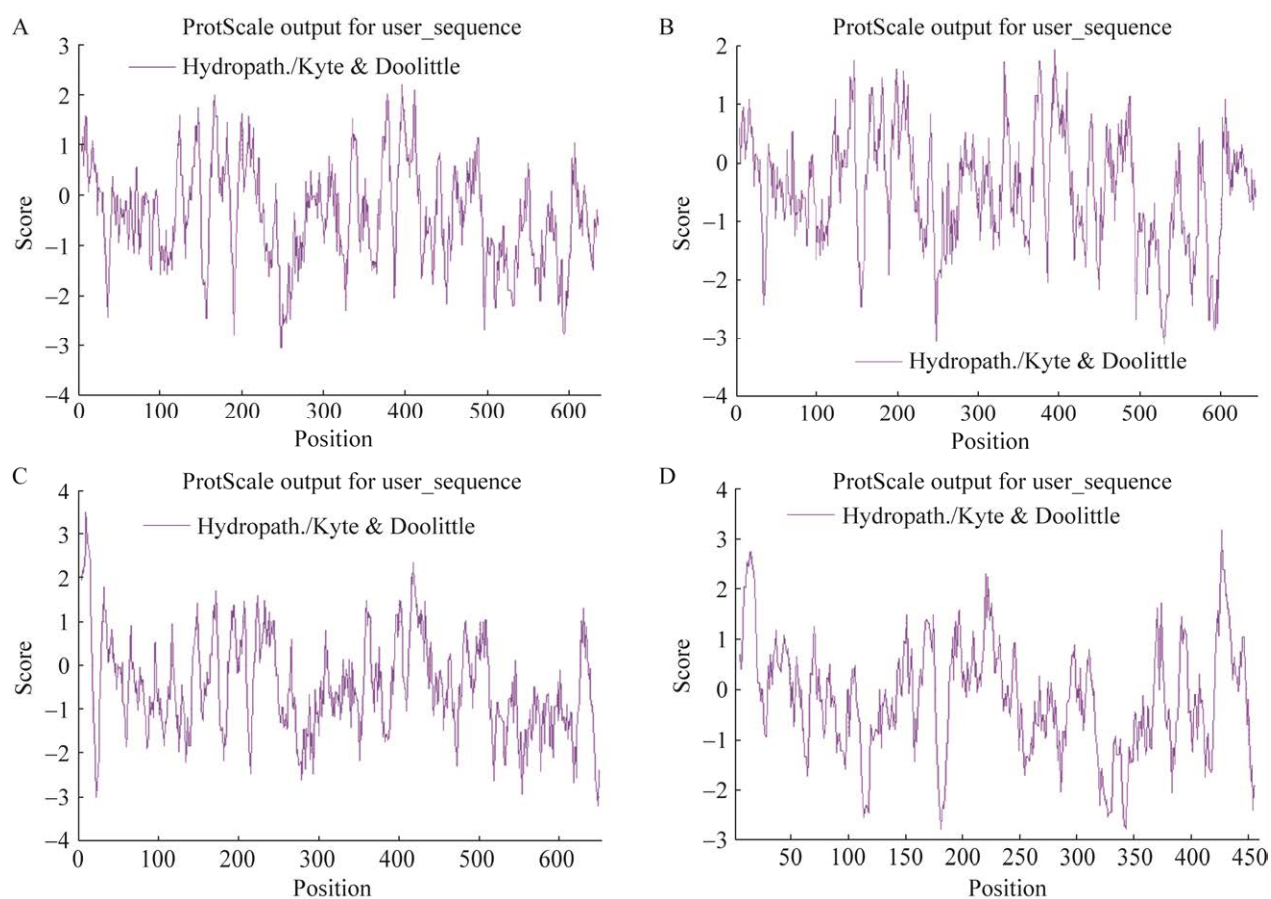 A
ProtScale output for user_sequence
Hydropath./Kyte & Doolittle
3
2
1
0
−1
−2
−3
−4
Score
0 100 200 300 400 500 600
Position
B
ProtScale output for user_sequence
2
1
0
−1
−2
−3
−4
Score
Hydropath./Kyte & Doolittle
0 100 200 300 400 500 600
Position
C
ProtScale output for user_sequence
Hydropath./Kyte & Doolittle
4
3
2
1
0
−1
−2
−3
−4
Score
0 100 200 300 400 500 600
Position
D
ProtScale output for user_sequence
Hydropath./Kyte & Doolittle
4
3
2
1
0
−1
−2
−3
Score
50 100 150 200 250 300 350 400 450
Position